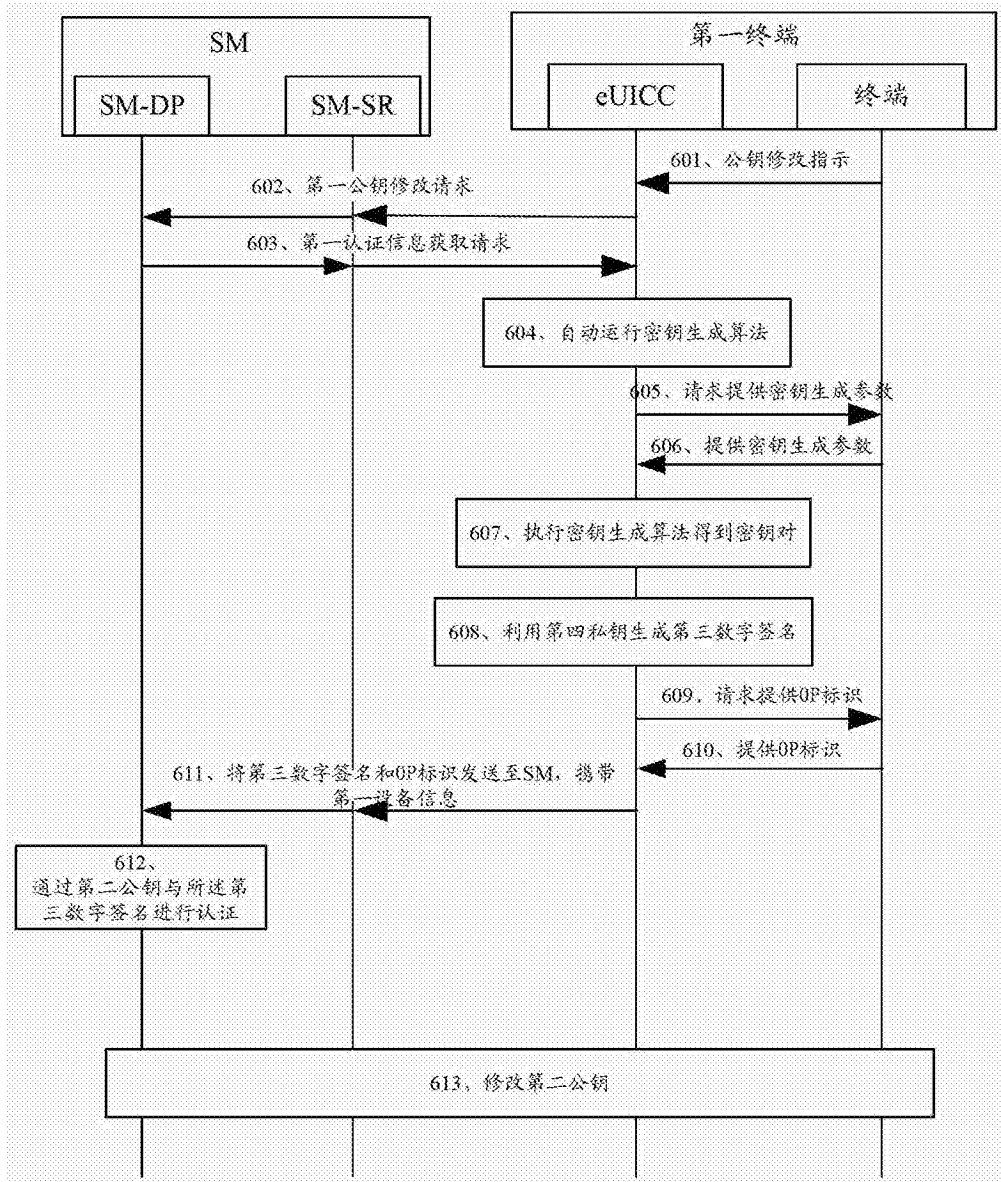 SM
第一终端
SM-DP
SM-SR
eUICC
终端
601、公钥修改指示
602、第一公钥修改请求
603、第一认证信息获取请求
604、自动运行密钥生成算法
605、请求提供密钥生成参数
606、提供密钥生成参数
607、执行密钥生成算法得到密钥对
608、利用第四私钥生成第三数字签名
609、请求提供OP标识
610、提供OP标识
611、将第三数字签名和OP标识发送至SM，携带
第一设备信息
612、
通过第二公钥与所述第
三数字签名进行认证
613、修改第二公钥